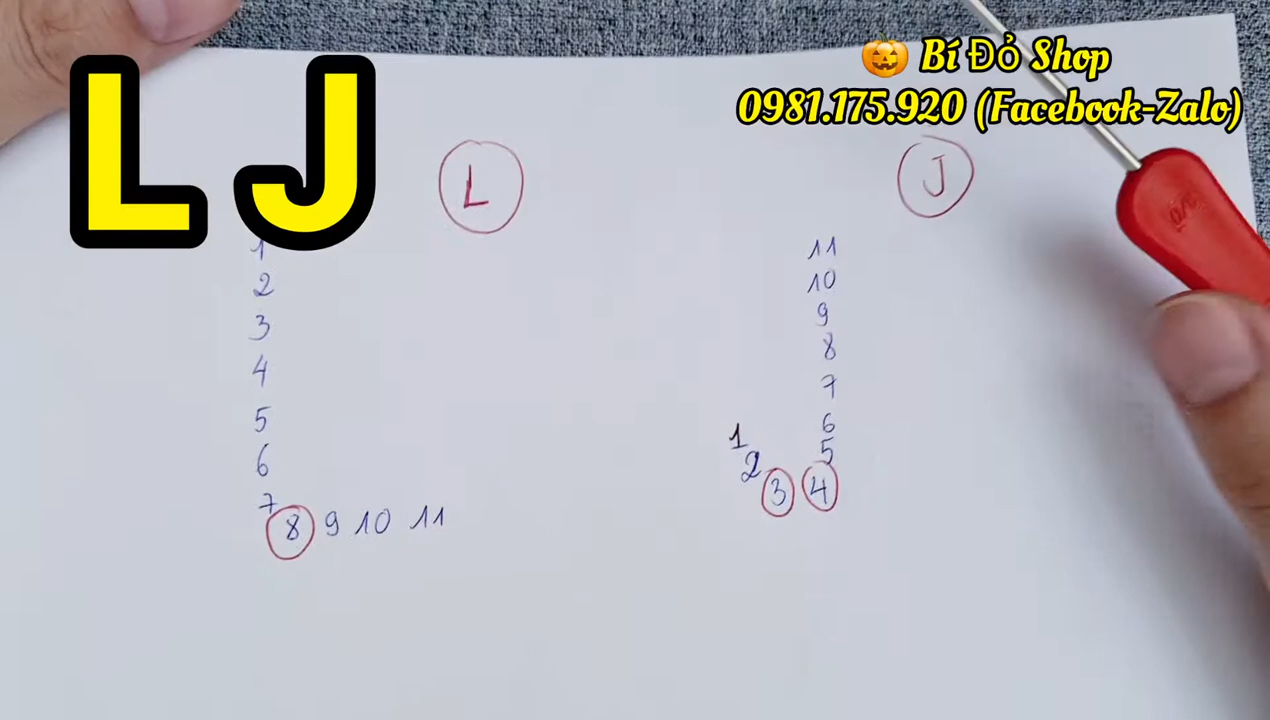 L J
🎃 Bí Đỏ Shop
0981.175.920 (Facebook-Zalo)
L
1
2
3
4
5
6
7
8 9 10 11
J
11
10
9
8
7
6
5
1
2
3 4